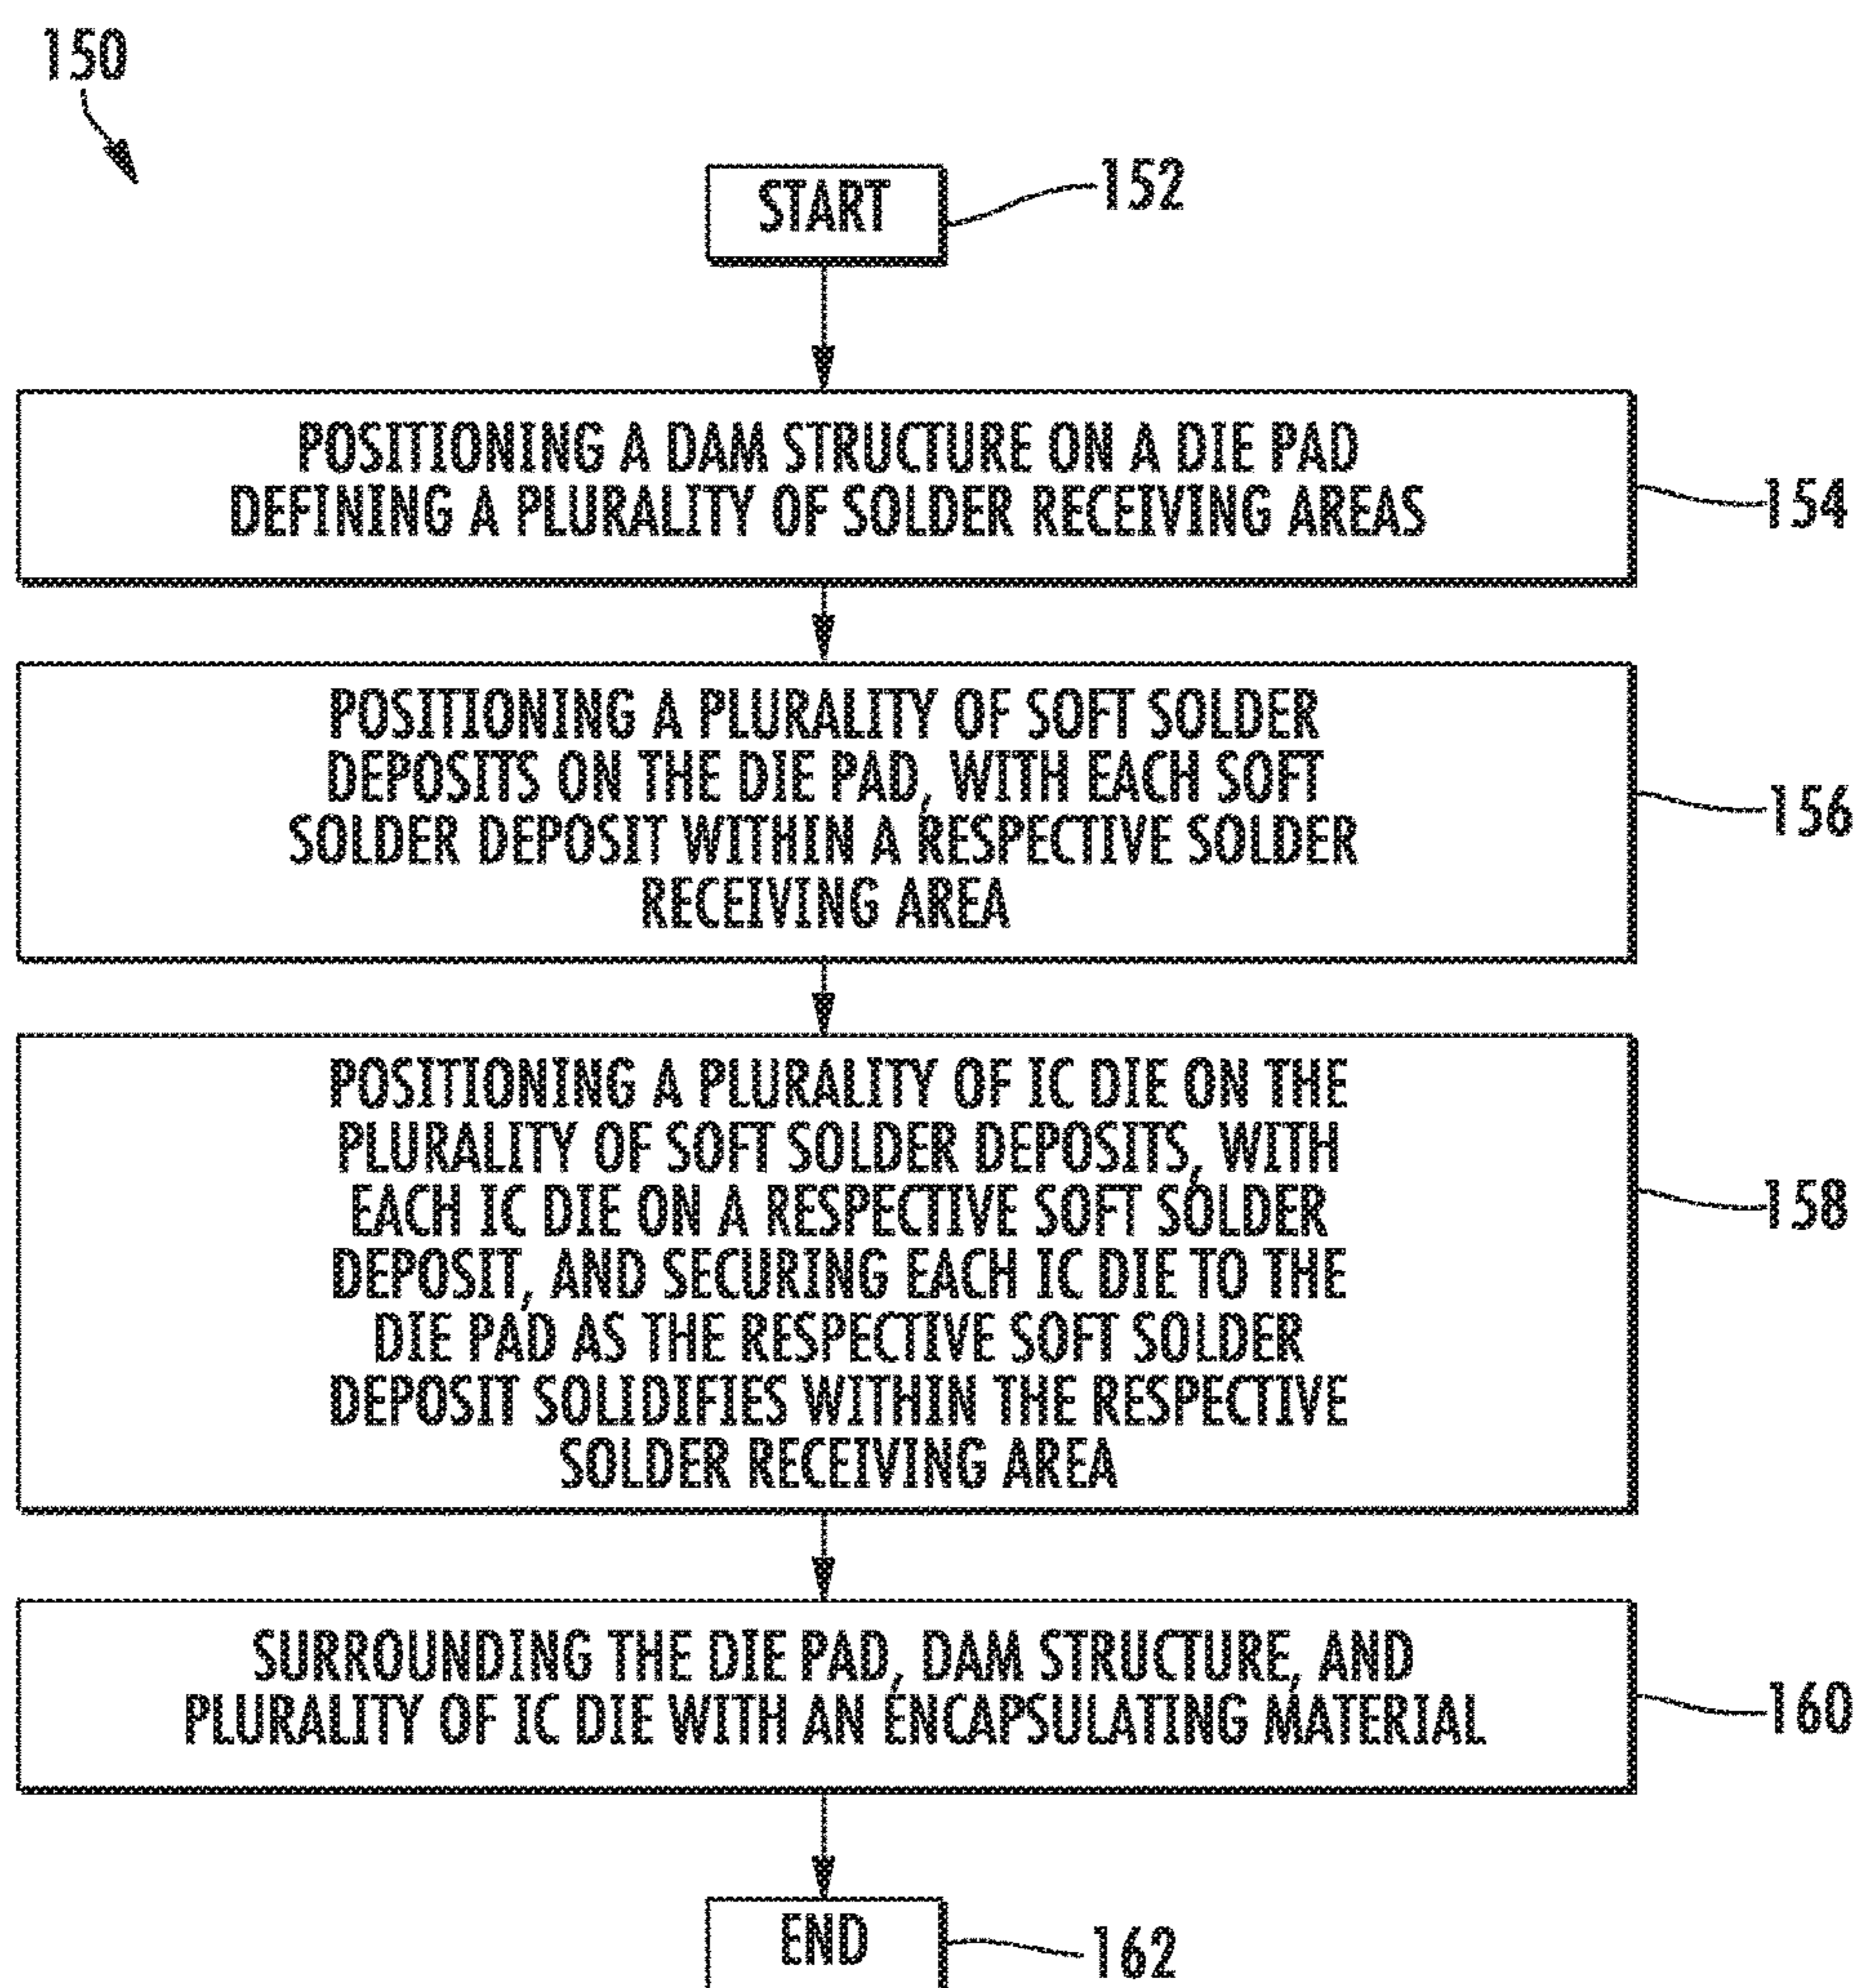 150
START
152
POSITIONING A DAM STRUCTURE ON A DIE PAD
DEFINING A PLURALITY OF SOLDER RECEIVING AREAS
154
POSITIONING A PLURALITY OF SOFT SOLDER
DEPOSITS ON THE DIE PAD, WITH EACH SOFT
SOLDER DEPOSIT WITHIN A RESPECTIVE SOLDER
RECEIVING AREA
156
POSITIONING A PLURALITY OF IC DIE ON THE
PLURALITY OF SOFT SOLDER DEPOSITS, WITH
EACH IC DIE ON A RESPECTIVE SOFT SOLDER
DEPOSIT, AND SECURING EACH IC DIE TO THE
DIE PAD AS THE RESPECTIVE SOFT SOLDER
DEPOSIT SOLIDIFIES WITHIN THE RESPECTIVE
SOLDER RECEIVING AREA
158
SURROUNDING THE DIE PAD, DAM STRUCTURE, AND
PLURALITY OF IC DIE WITH AN ENCAPSULATING MATERIAL
160
END
162